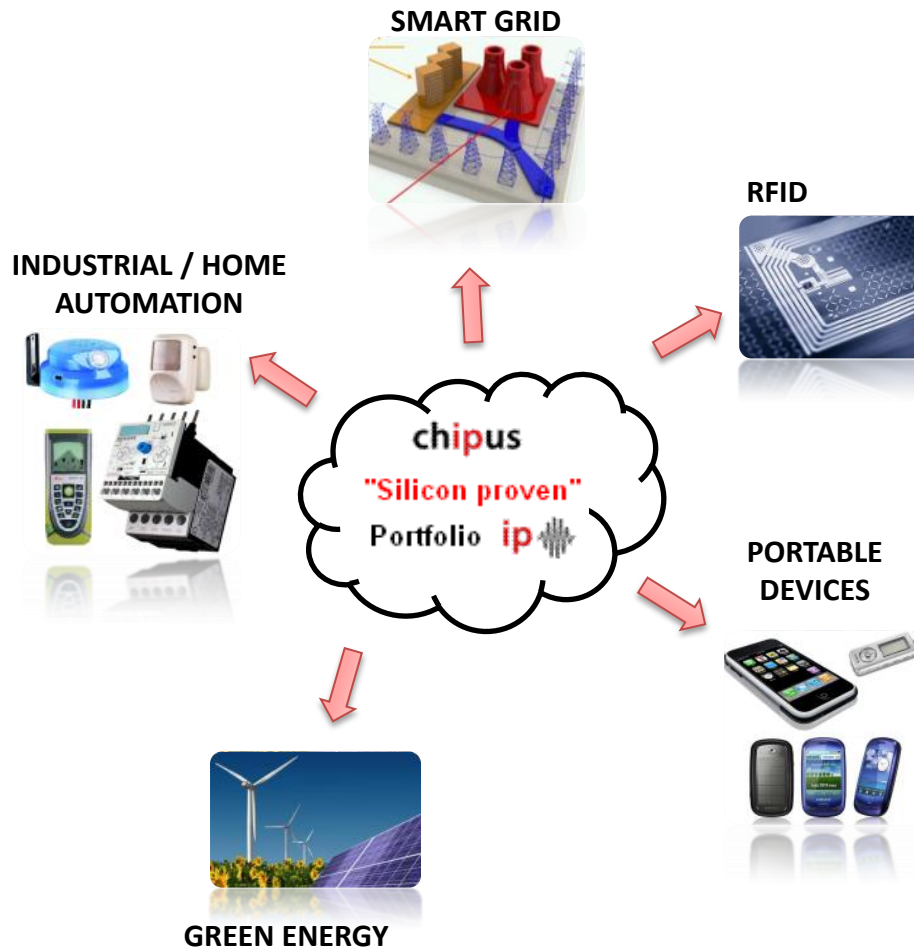 SMART GRID
RFID
INDUSTRIAL / HOME
AUTOMATION
chipus
"Silicon proven"
Portfolio ip
PORTABLE
DEVICES
GREEN ENERGY